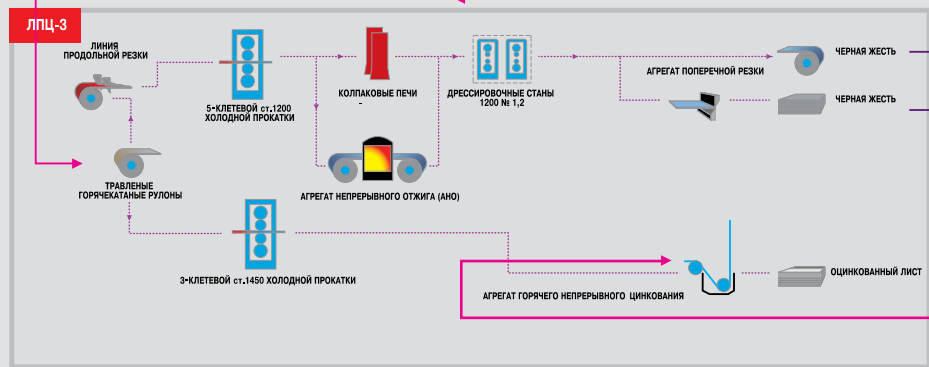 ЛПЦ-3
ЛИНИЯ
ПРОДОЛЬНОЙ РЕЗКИ
5-КЛЕТЕВОЙ ст.1200
ХОЛОДНОЙ ПРОКАТКИ
КОЛПАКОВЫЕ ПЕЧИ
-
ДРЕССИРОВОЧНЫЕ СТАНЫ
1200 № 1,2
АГРЕГАТ ПОПЕРЕЧНОЙ РЕЗКИ
ЧЕРНАЯ ЖЕСТЬ
ЧЕРНАЯ ЖЕСТЬ
ТРАВЛЕНЫЕ
ГОРЯЧЕКАТАНЫЕ РУЛОНЫ
АГРЕГАТ НЕПРЕРЫВНОГО ОТЖИГА (АНО)
3-КЛЕТЕВОЙ ст.1450 ХОЛОДНОЙ ПРОКАТКИ
АГРЕГАТ ГОРЯЧЕГО НЕПРЕРЫВНОГО ЦИНКОВАНИЯ
ОЦИНКОВАННЫЙ ЛИСТ